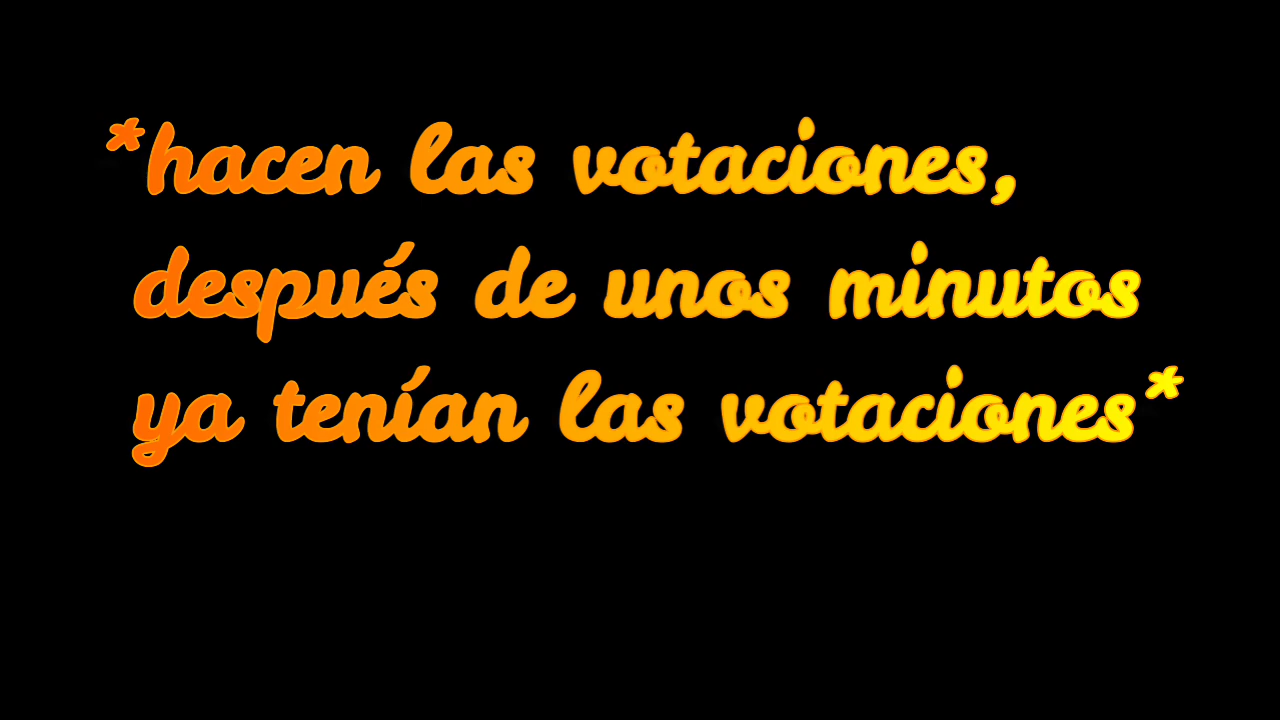 *hacen las votaciones,
después de unos minutos
ya tenían las votaciones*